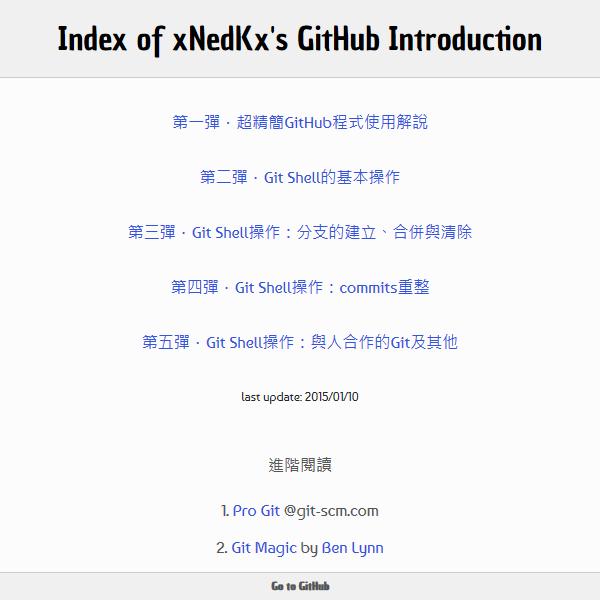 Index of xNedKx's GitHub Introduction
第一彈．超精簡GitHub程式使用解說
第二彈．Git Shell的基本操作
第三彈．Git Shell操作：分支的建立、合併與清除
第四彈．Git Shell操作：commits重整
第五彈．Git Shell操作：與人合作的Git及其他
last update: 2015/01/10
進階閱讀
1. Pro Git @git-scm.com
2. Git Magic by Ben Lynn
Go to GitHub